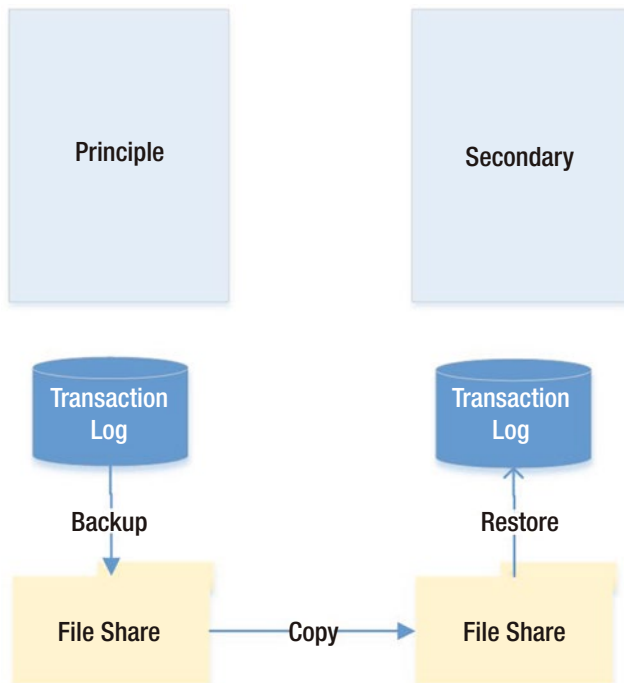 Principle
Secondary
Transaction
Log
Transaction
Log
Backup
Restore
File Share
Copy
File Share